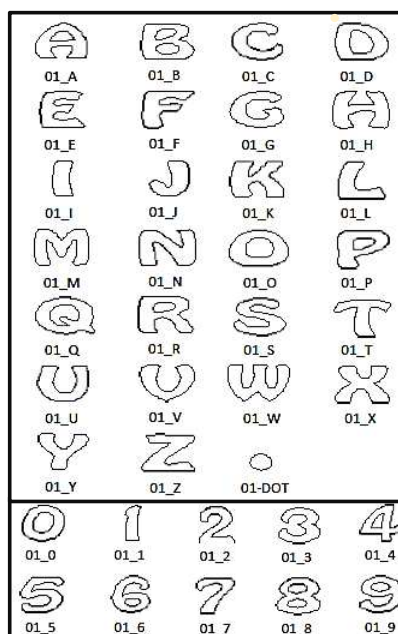 A B C D
01_A 01_B 01_C 01_D
E F G H
01_E 01_F 01_G 01_H
I J K L
01_I 01_J 01_K 01_L
M N O P
01_M 01_N 01_O 01_P
Q R S T
01_Q 01_R 01_S 01_T
U V W X
01_U 01_V 01_W 01_X
Y Z .
01_Y 01_Z 01-DOT
0 1 2 3 4
01_0 01_1 01_2 01_3 01_4
5 6 7 8 9
01_5 01_6 01_7 01_8 01_9